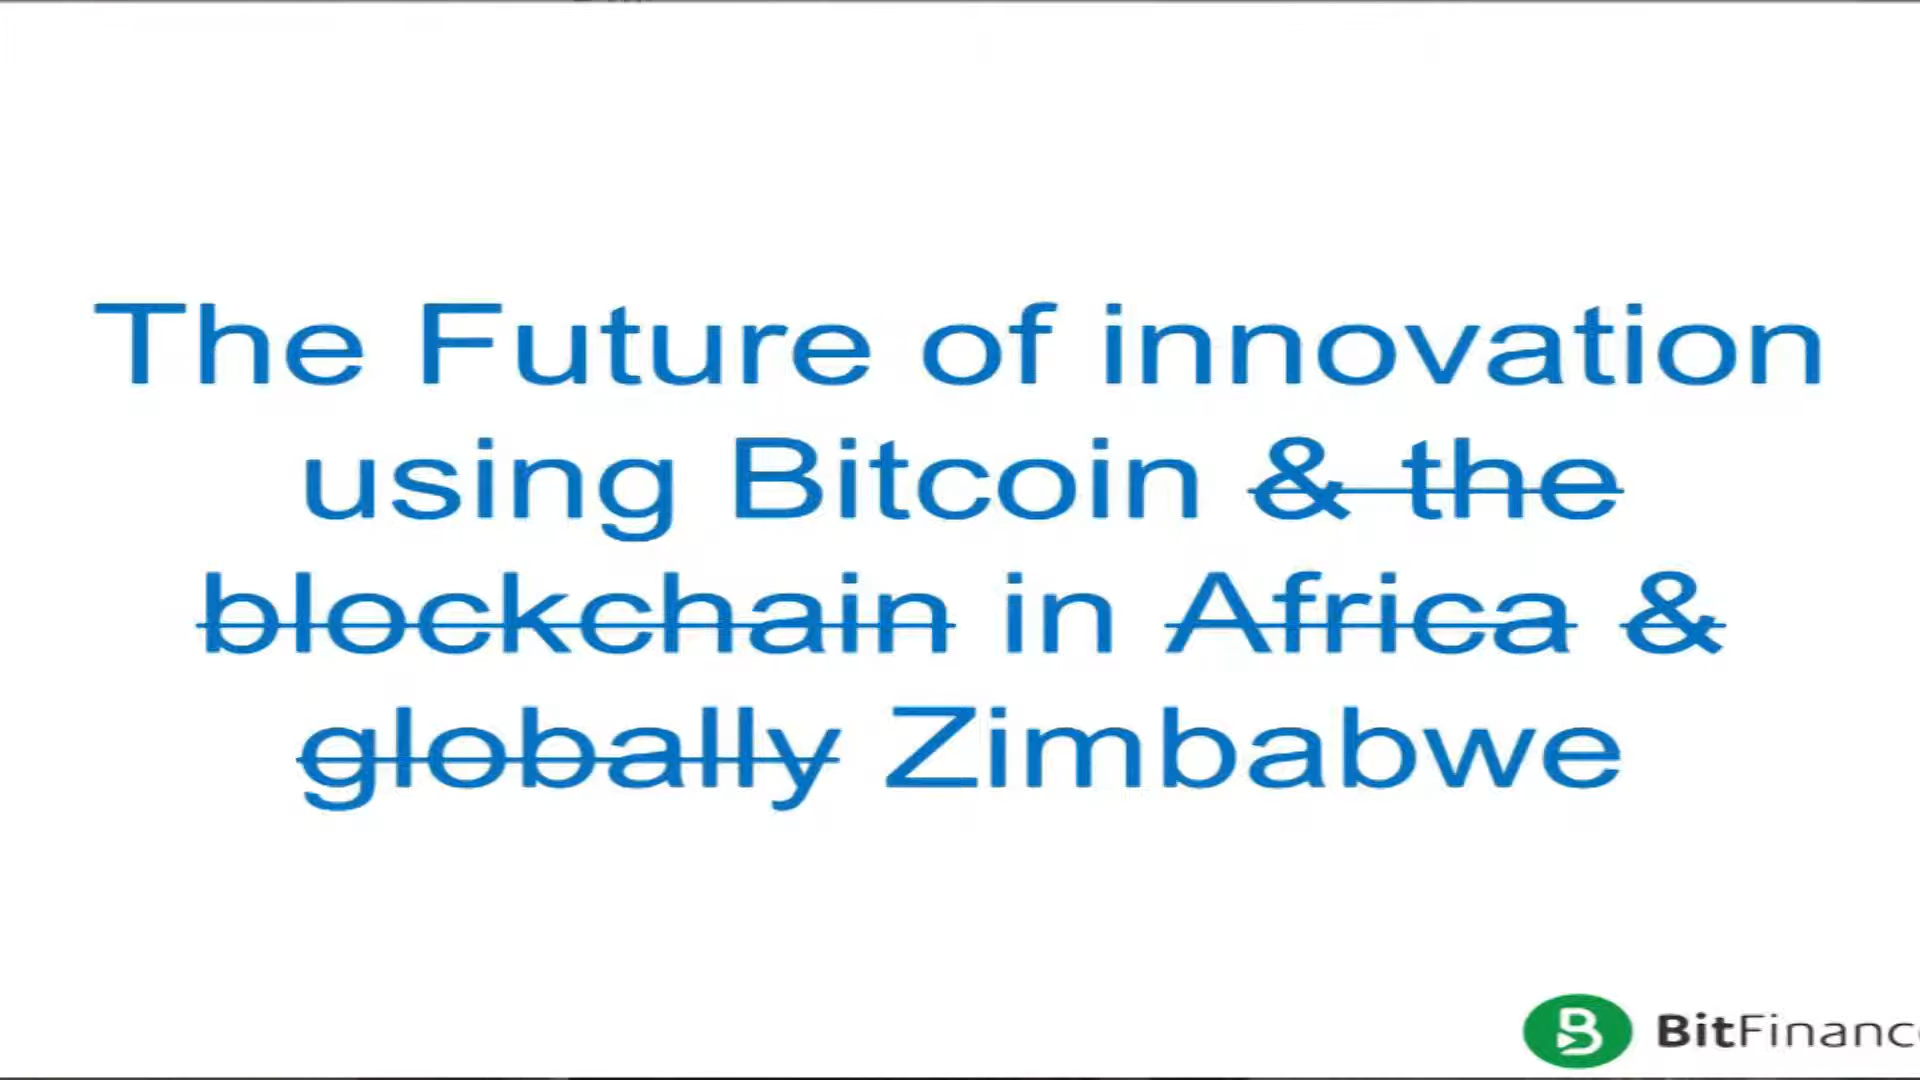 The Future of innovation
using Bitcoin & the
blockchain in Africa &
globally Zimbabwe
BitFinanc